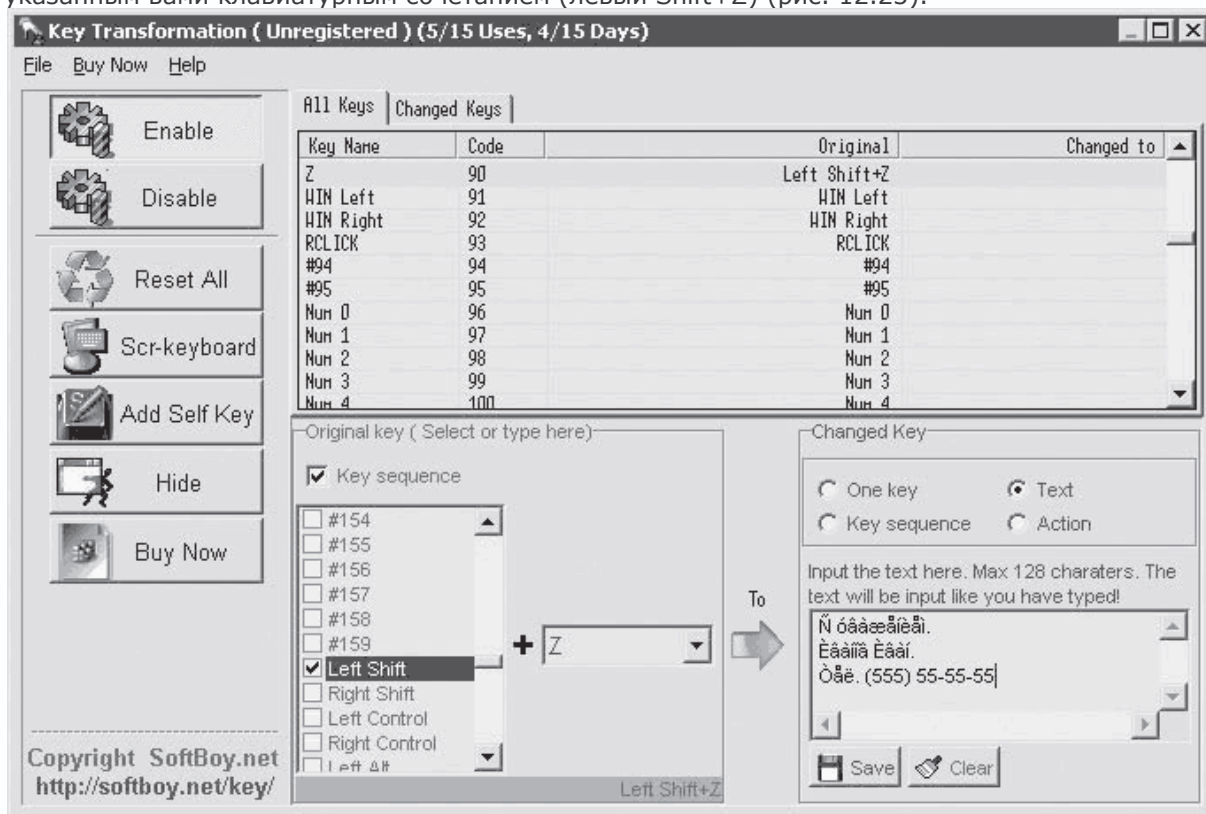 указанным вами клавиатурным сочетанием (левый Shift+Z) (рис. 12.25).
Key Transformation ( Unregistered ) (5/15 Uses, 4/15 Days)
File Buy Now Help
Enable
Disable
Reset All
Scr-keyboard
Add Self Key
Hide
Buy Now
Copyright SoftBoy.net
http://softboy.net/key/
All Keys Changed Keys
Key Name Code Original Changed to
Z 90 Left Shift+Z
WIN Left 91 WIN Left
WIN Right 92 WIN Right
RCLICK 93 RCLICK
#94 94 #94
#95 95 #95
Num 0 96 Num 0
Num 1 97 Num 1
Num 2 98 Num 2
Num 3 99 Num 3
Num 4 100 Num 4
Original key ( Select or type here)
Key sequence
#154
#155
#156
#157
#158
#159
Left Shift
Right Shift
Left Control
Right Control
Left Alt
+ Z
Left Shift+Z
To
Changed Key
One key Text
Key sequence Action
Input the text here. Max 128 charaters. The
text will be input like you have typed!
Ñ óâàæåíèåì.
Èâàíîâ Èâàí.
Òåë. (555) 55-55-55
Save Clear